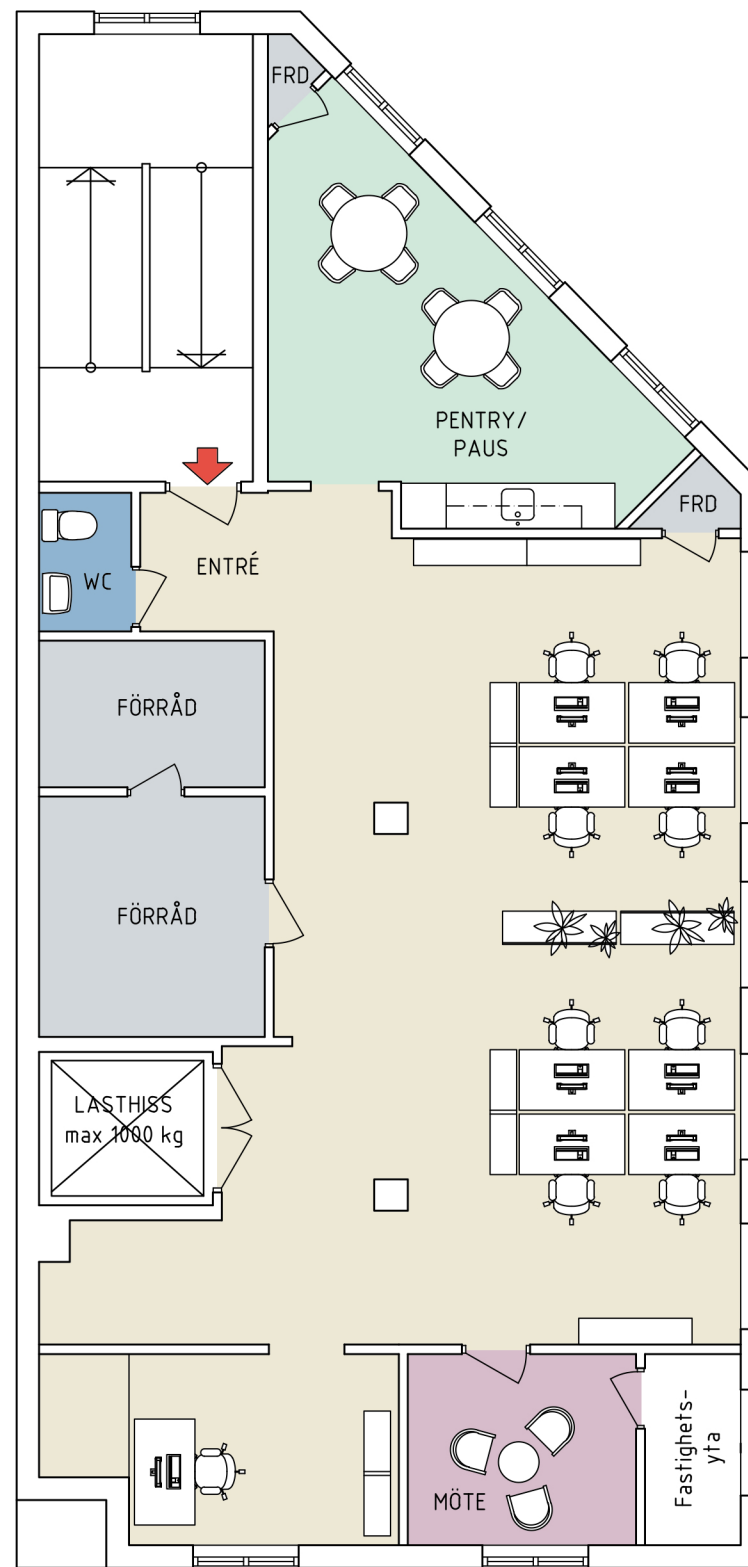 FRD
PENTRY/
PAUS
FRD
ENTRÉ
WC
FÖRRÅD
FÖRRÅD
LASTHISS
max 1000 kg
MÖTE
Fastighets-
yta